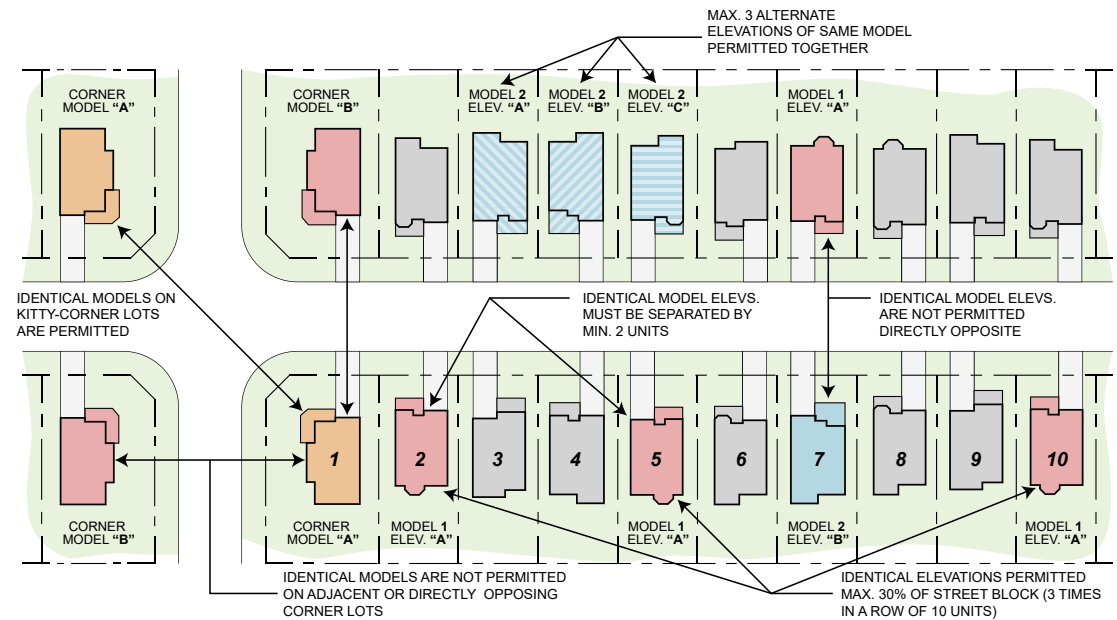 MAX. 3 ALTERNATE
ELEVATIONS OF SAME MODEL
PERMITTED TOGETHER
CORNER
MODEL “A”
CORNER
MODEL “B”
MODEL 2
ELEV. “A”
MODEL 2
ELEV. “B”
MODEL 2
ELEV. “C”
MODEL 1
ELEV. “A”
IDENTICAL MODELS ON
KITTY-CORNER LOTS
ARE PERMITTED
IDENTICAL MODEL ELEVS.
MUST BE SEPARATED BY
MIN. 2 UNITS
IDENTICAL MODEL ELEVS.
ARE NOT PERMITTED
DIRECTLY OPPOSITE
1
2
3
4
5
6
7
8
9
10
CORNER
MODEL “B”
CORNER
MODEL “A”
MODEL 1
ELEV. “A”
MODEL 1
ELEV. “A”
MODEL 2
ELEV. “B”
MODEL 1
ELEV. “A”
IDENTICAL MODELS ARE NOT PERMITTED
ON ADJACENT OR DIRECTLY OPPOSING
CORNER LOTS
IDENTICAL ELEVATIONS PERMITTED
MAX. 30% OF STREET BLOCK (3 TIMES
IN A ROW OF 10 UNITS)